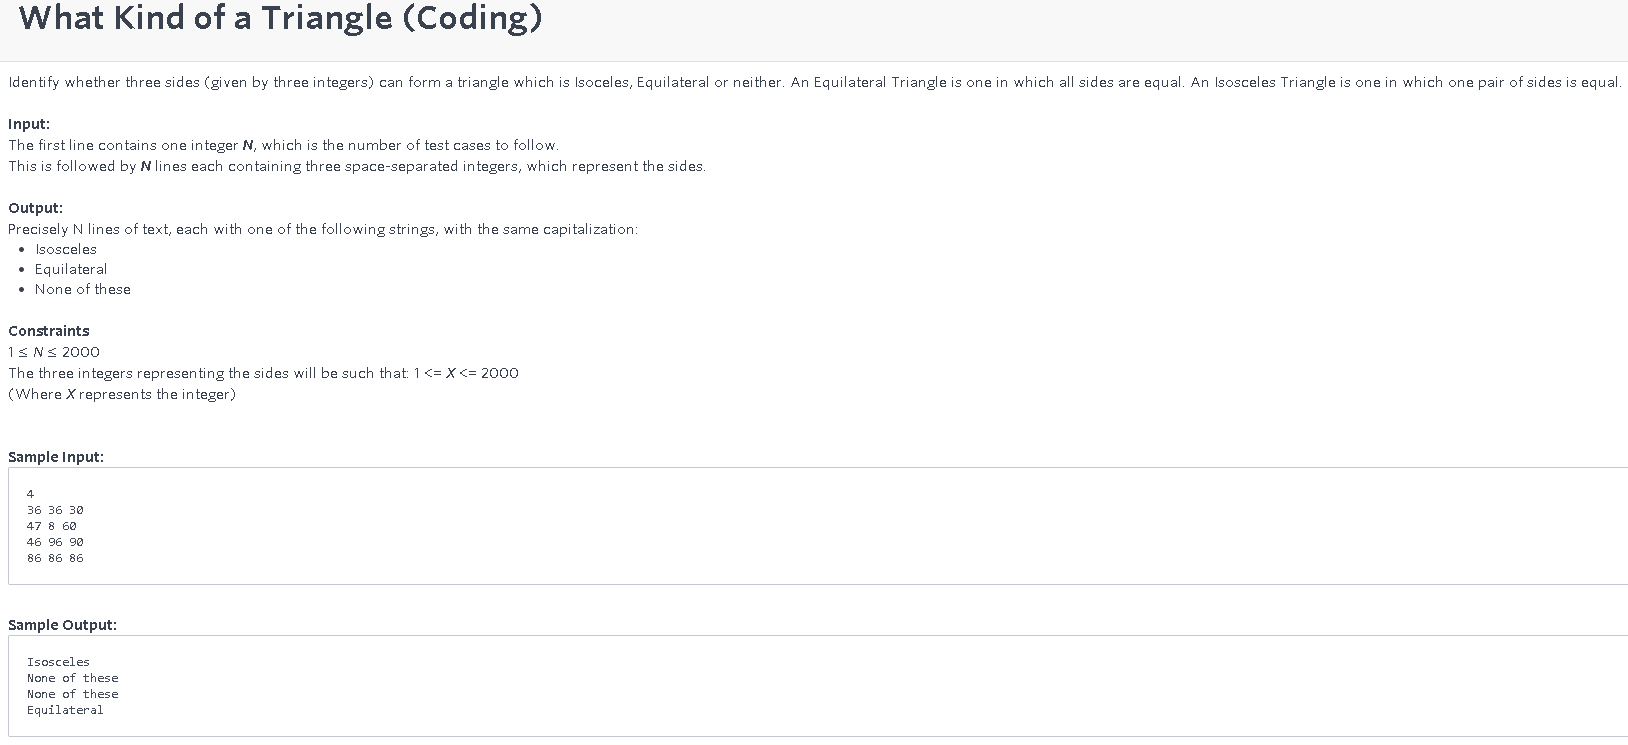 What Kind of a Triangle (Coding)
Identify whether three sides (given by three integers) can form a triangle which is Isoceles, Equilateral or neither. An Equilateral Triangle is one in which all sides are equal. An Isosceles Triangle is one in which one pair of sides is equal.
Input:
The first line contains one integer N, which is the number of test cases to follow.
This is followed by N lines each containing three space-separated integers, which represent the sides.
Output:
Precisely N lines of text, each with one of the following strings, with the same capitalization:
• Isosceles
• Equilateral
• None of these
Constraints
1 ≤ N ≤ 2000
The three integers representing the sides will be such that: 1 <= X <= 2000
(Where X represents the integer)
Sample Input:
4
36 36 30
47 8 60
46 96 90
86 86 86
Sample Output:
Isosceles
None of these
None of these
Equilateral